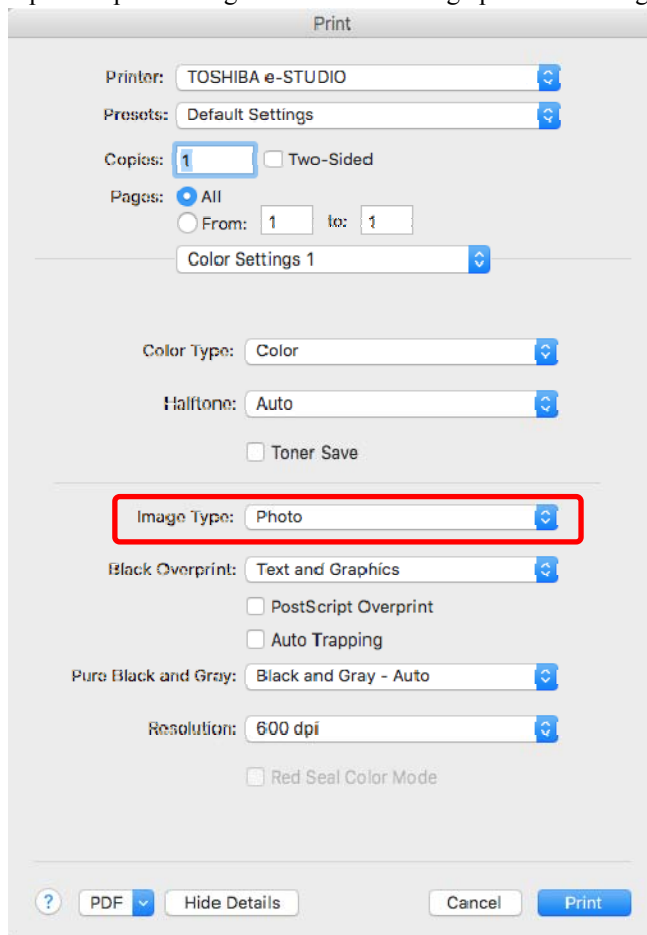 Print
Printer: TOSHIBA e-STUDIO
Presets: Default Settings
Copies: 1 Two-Sided
Pages: All
From: 1 to: 1
Color Settings 1
Color Type: Color
Halftone: Auto
Toner Save
Image Type: Photo
Black Overprint: Text and Graphics
PostScript Overprint
Auto Trapping
Pure Black and Gray: Black and Gray - Auto
Resolution: 600 dpi
Red Seal Color Mode
? PDF Hide Details Cancel Print